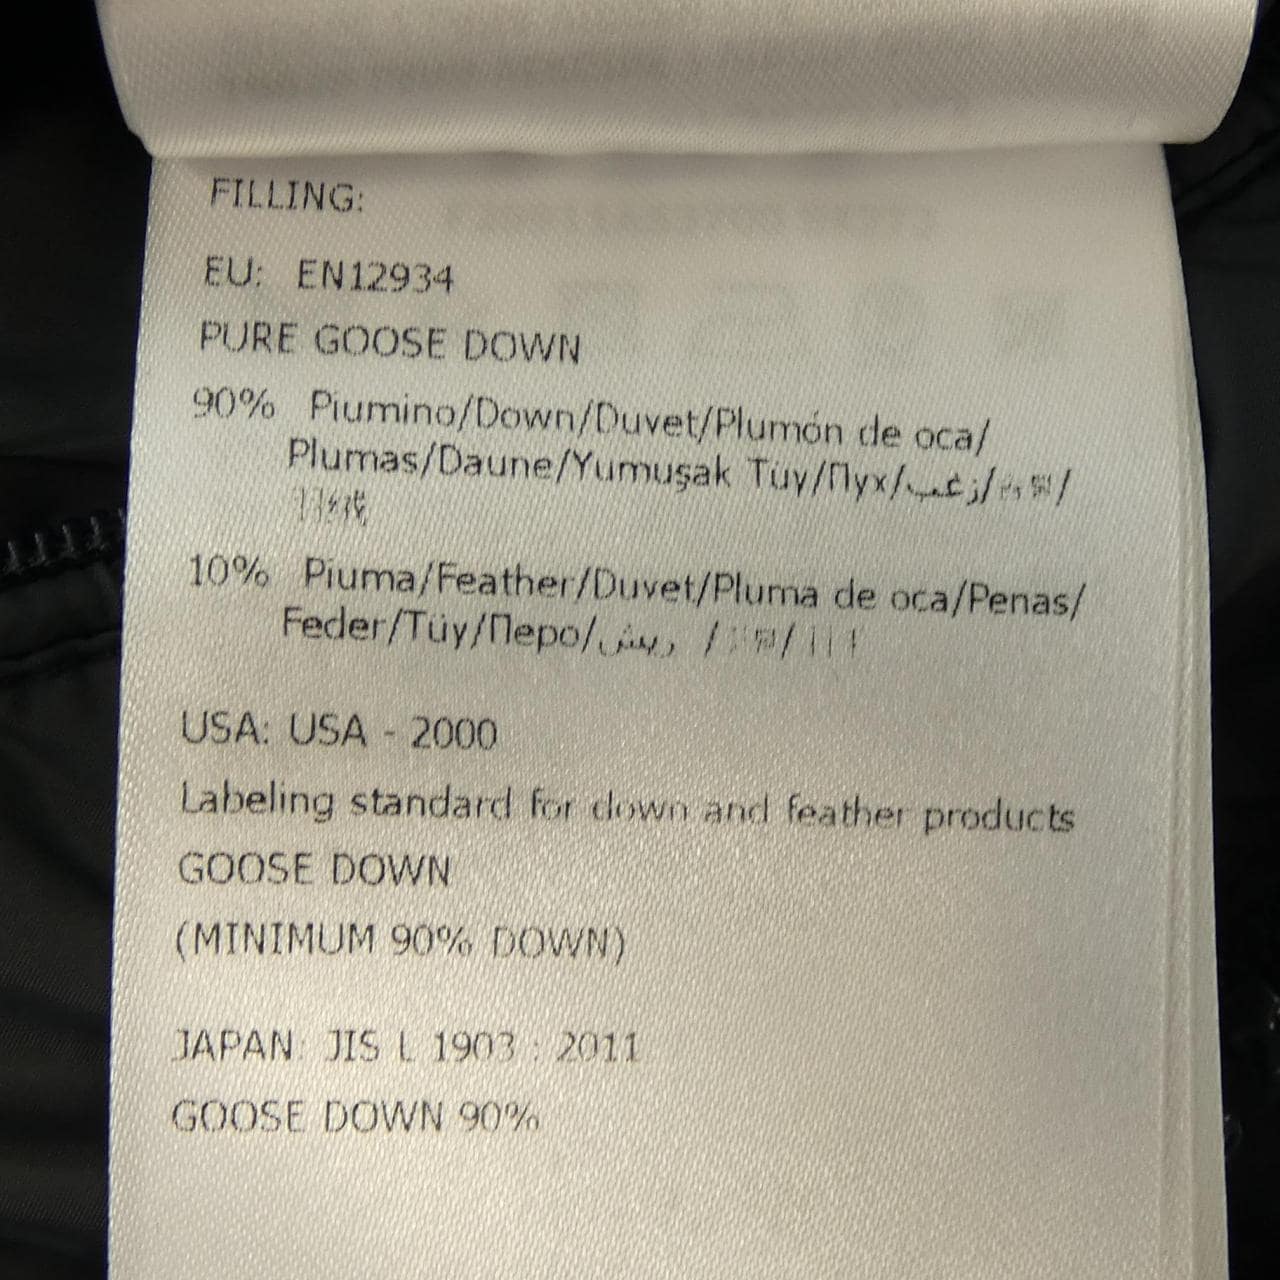 FILLING:
EU: EN12934
PURE GOOSE DOWN
90% Piumino/Down/Duvet/Plumón de oca/
Plumas/Daune/Yumuşak Tüy/Пух/زغب/
10% Piuma/Feather/Duvet/Pluma de oca/Penas/
Feder/Tüy/Перо/ريش /
USA: USA - 2000
Labeling standard for down and feather products
GOOSE DOWN
(MINIMUM 90% DOWN)
JAPAN: JIS L 1903 : 2011
GOOSE DOWN 90%